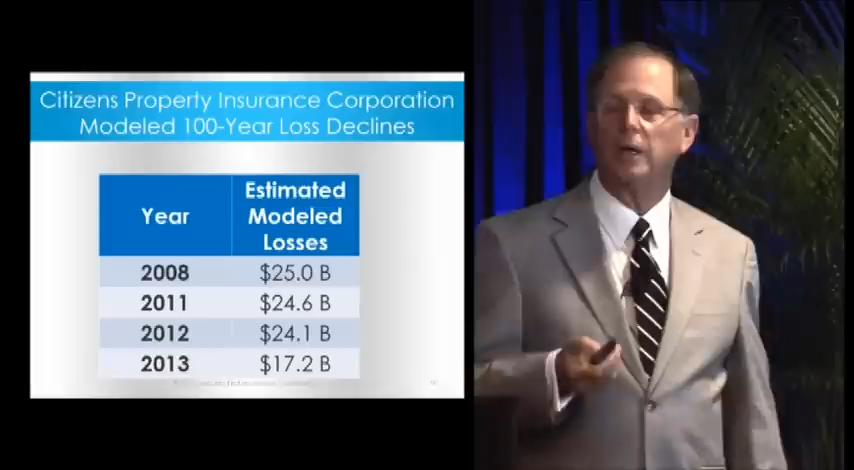 Citizens Property Insurance Corporation
Modeled 100-Year Loss Declines
Year
Estimated
Modeled
Losses
2008 $25.0 B
2011 $24.6 B
2012 $24.1 B
2013 $17.2 B